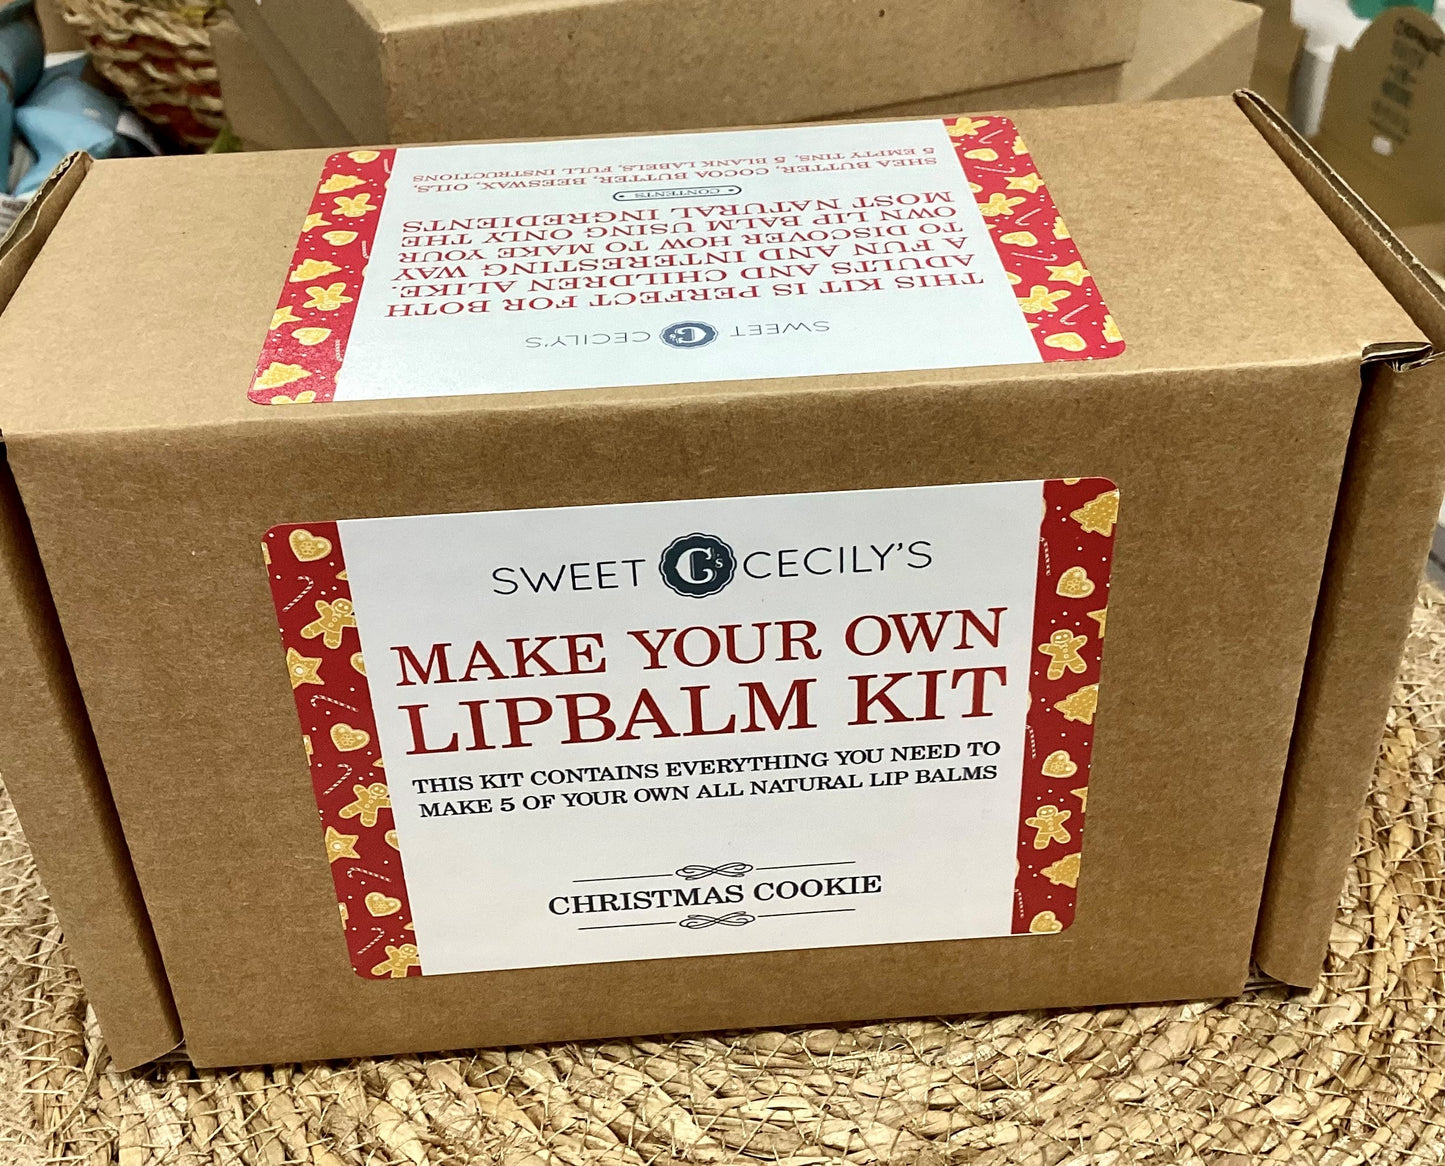 SWEET C's CECILY'S
THIS KIT IS PERFECT FOR BOTH
ADULTS AND CHILDREN ALIKE.
A FUN AND INTERESTING WAY
TO DISCOVER HOW TO MAKE YOUR
OWN LIP BALM USING ONLY THE
MOST NATURAL INGREDIENTS
• CONTENTS •
SHEA BUTTER, COCOA BUTTER, BEESWAX, OILS,
5 EMPTY TINS, 5 BLANK LABELS, FULL INSTRUCTIONS
SWEET C's CECILY'S
MAKE YOUR OWN
LIPBALM KIT
THIS KIT CONTAINS EVERYTHING YOU NEED TO
MAKE 5 OF YOUR OWN ALL NATURAL LIP BALMS
CHRISTMAS COOKIE